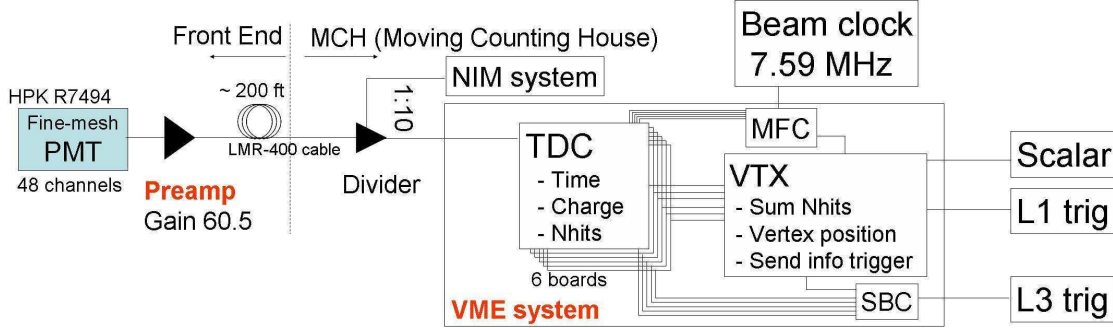 Front End
MCH (Moving Counting House)
Beam clock
7.59 MHz
NIM system
~ 200 ft
HPK R7494
Fine-mesh
PMT
48 channels
Preamp
Gain 60.5
LMR-400 cable
1:10
Divider
TDC
- Time
- Charge
- Nhits
6 boards
VME system
MFC
VTX
- Sum Nhits
- Vertex position
- Send info trigger
SBC
Scalar
L1 trig
L3 trig